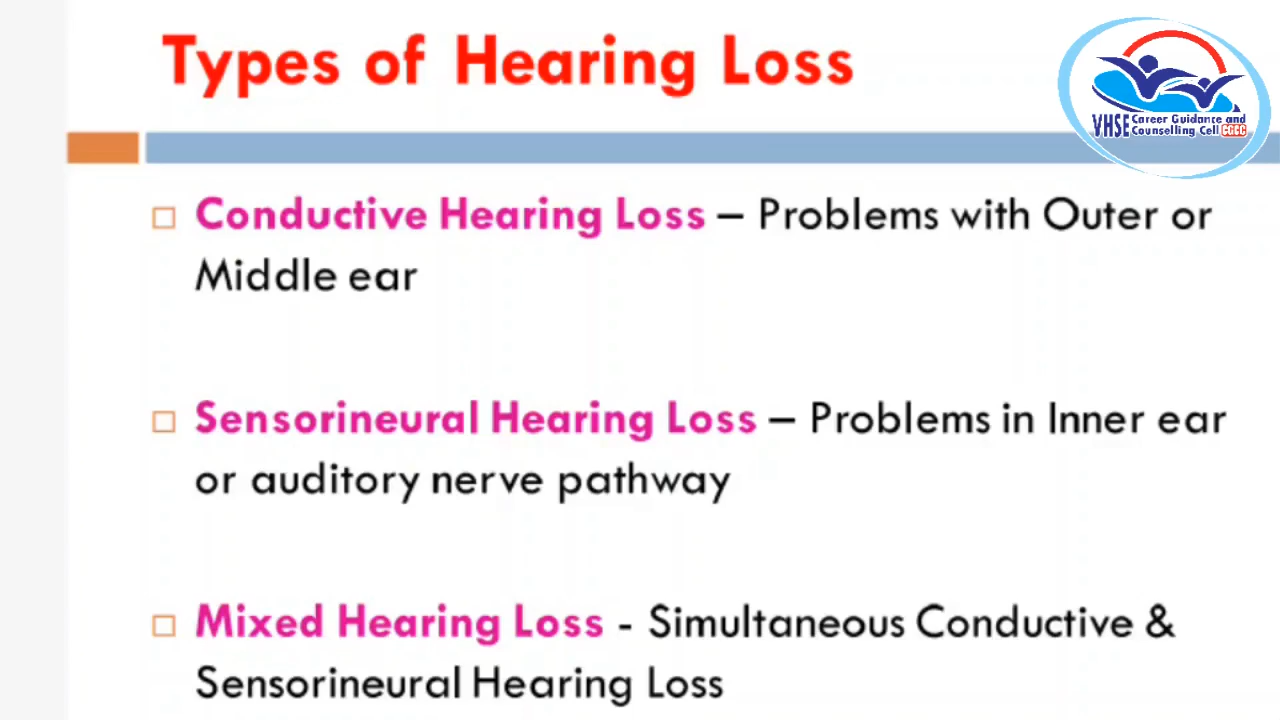 Types of Hearing Loss
VHSE Career Guidance and
Counselling Cell CGCC
Conductive Hearing Loss – Problems with Outer or
Middle ear
Sensorineural Hearing Loss – Problems in Inner ear
or auditory nerve pathway
Mixed Hearing Loss - Simultaneous Conductive &
Sensorineural Hearing Loss